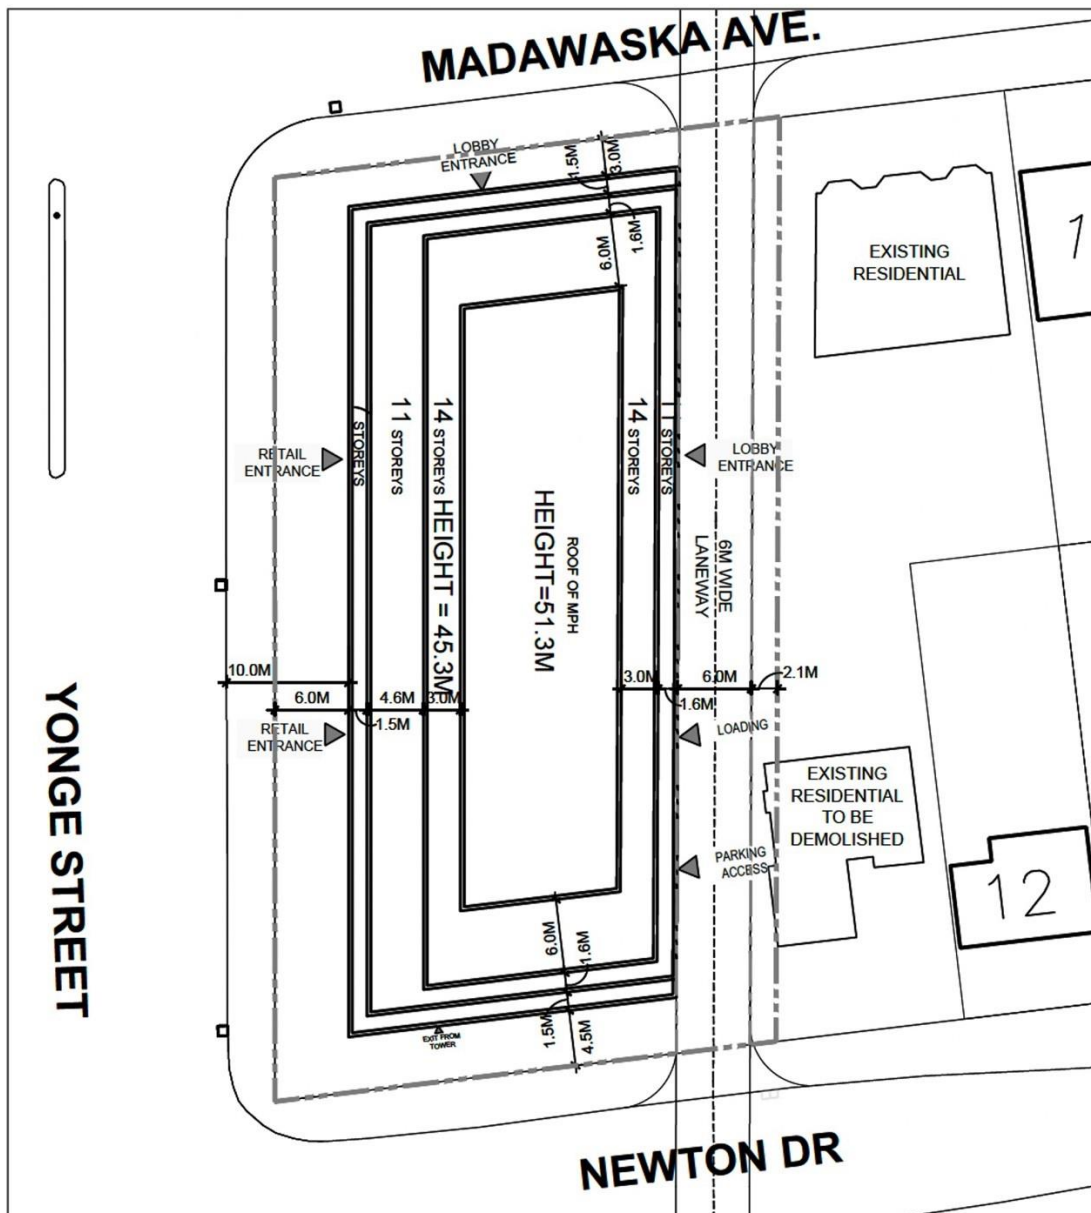 MADAWASKA AVE.
LOBBY
ENTRANCE
1.5M
3.0M
1.6M
6.0M
EXISTING
RESIDENTIAL
1
STOREYS
11 STOREYS
14 STOREYS
HEIGHT = 45.3M
ROOF OF MPH
HEIGHT=51.3M
14 STOREYS
11 STOREYS
RETAIL
ENTRANCE
LOBBY
ENTRANCE
6M WIDE
LANEWAY
10.0M
6.0M
1.5M
4.6M
3.0M
3.0M
1.6M
6.0M
2.1M
RETAIL
ENTRANCE
LOADING
EXISTING
RESIDENTIAL
TO BE
DEMOLISHED
PARKING
ACCESS
12
YONGE STREET
6.0M
1.6M
1.5M
4.5M
EXIT FROM
TOWER
NEWTON DR